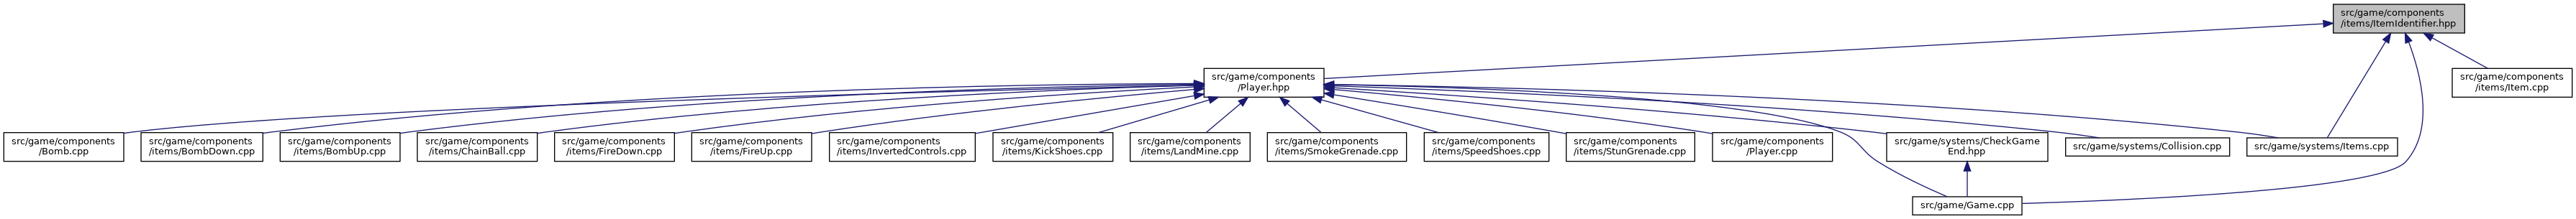 src/game/components
/items/ItemIdentifier.hpp
src/game/components
/Player.hpp
src/game/components
/items/Item.cpp
src/game/components
/Bomb.cpp
src/game/components
/items/BombDown.cpp
src/game/components
/items/BombUp.cpp
src/game/components
/items/ChainBall.cpp
src/game/components
/items/FireDown.cpp
src/game/components
/items/FireUp.cpp
src/game/components
/items/InvertedControls.cpp
src/game/components
/items/KickShoes.cpp
src/game/components
/items/LandMine.cpp
src/game/components
/items/SmokeGrenade.cpp
src/game/components
/items/SpeedShoes.cpp
src/game/components
/items/StunGrenade.cpp
src/game/components
/Player.cpp
src/game/systems/CheckGame
End.hpp
src/game/systems/Collision.cpp
src/game/systems/Items.cpp
src/game/Game.cpp